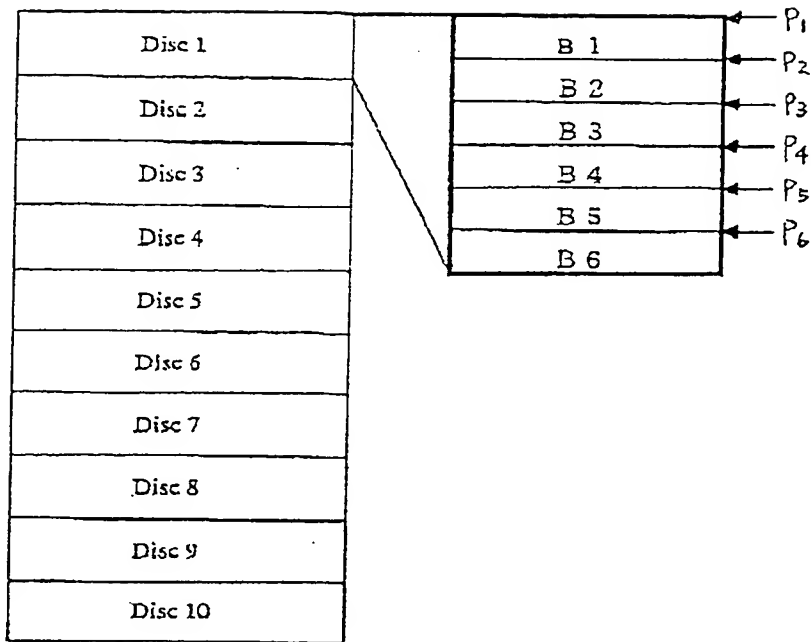 Disc 1
Disc 2
Disc 3
Disc 4
Disc 5
Disc 6
Disc 7
Disc 8
Disc 9
Disc 10
B 1
B 2
B 3
B 4
B 5
B 6
P₁
P₂
P₃
P₄
P₅
P₆